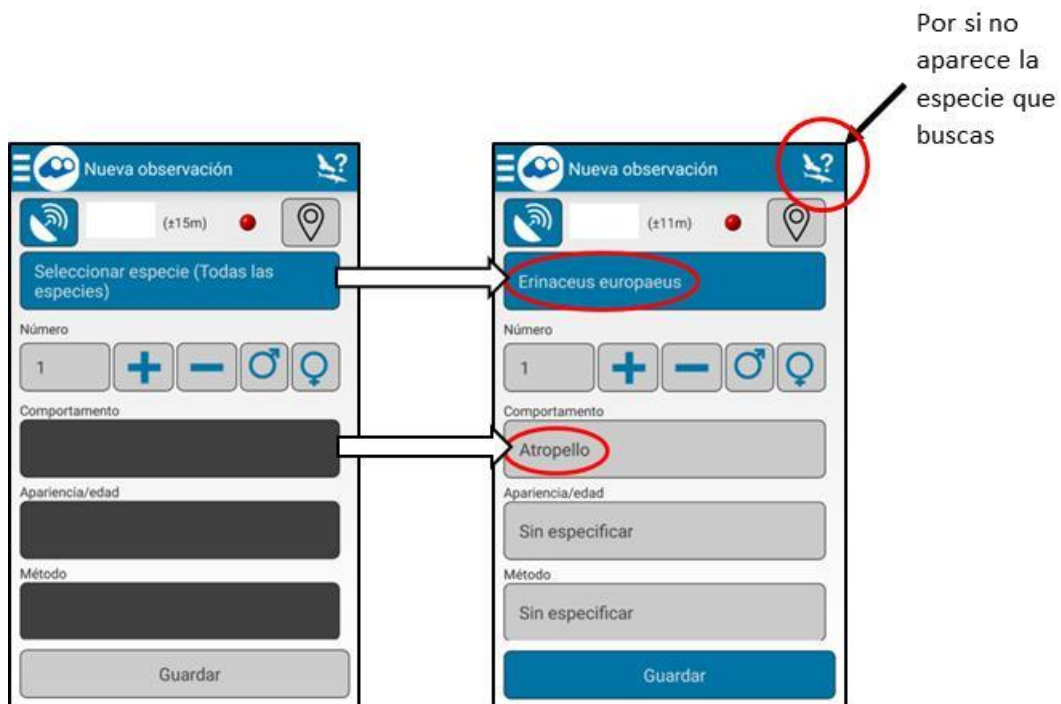 Por si no
aparece la
especie que
buscas
Nueva observación
?
(±15m)
Seleccionar especie (Todas las
especies)
Número
1
Comportamento
Apariencia/edad
Método
Guardar
Nueva observación
?
(±11m)
Erinaceus europaeus
Número
1
Comportamento
Atropello
Apariencia/edad
Sin especificar
Método
Sin especificar
Guardar